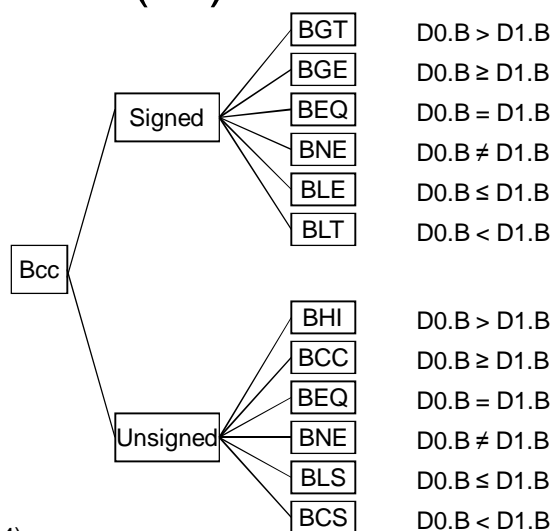 BGT D0.B > D1.B
BGE D0.B ≥ D1.B
Signed
BEQ D0.B = D1.B
BNE D0.B ≠ D1.B
BLE D0.B ≤ D1.B
BLT D0.B < D1.B
Bcc
BHI D0.B > D1.B
BCC D0.B ≥ D1.B
BEQ D0.B = D1.B
Unsigned
BNE D0.B ≠ D1.B
BLS D0.B ≤ D1.B
BCS D0.B < D1.B